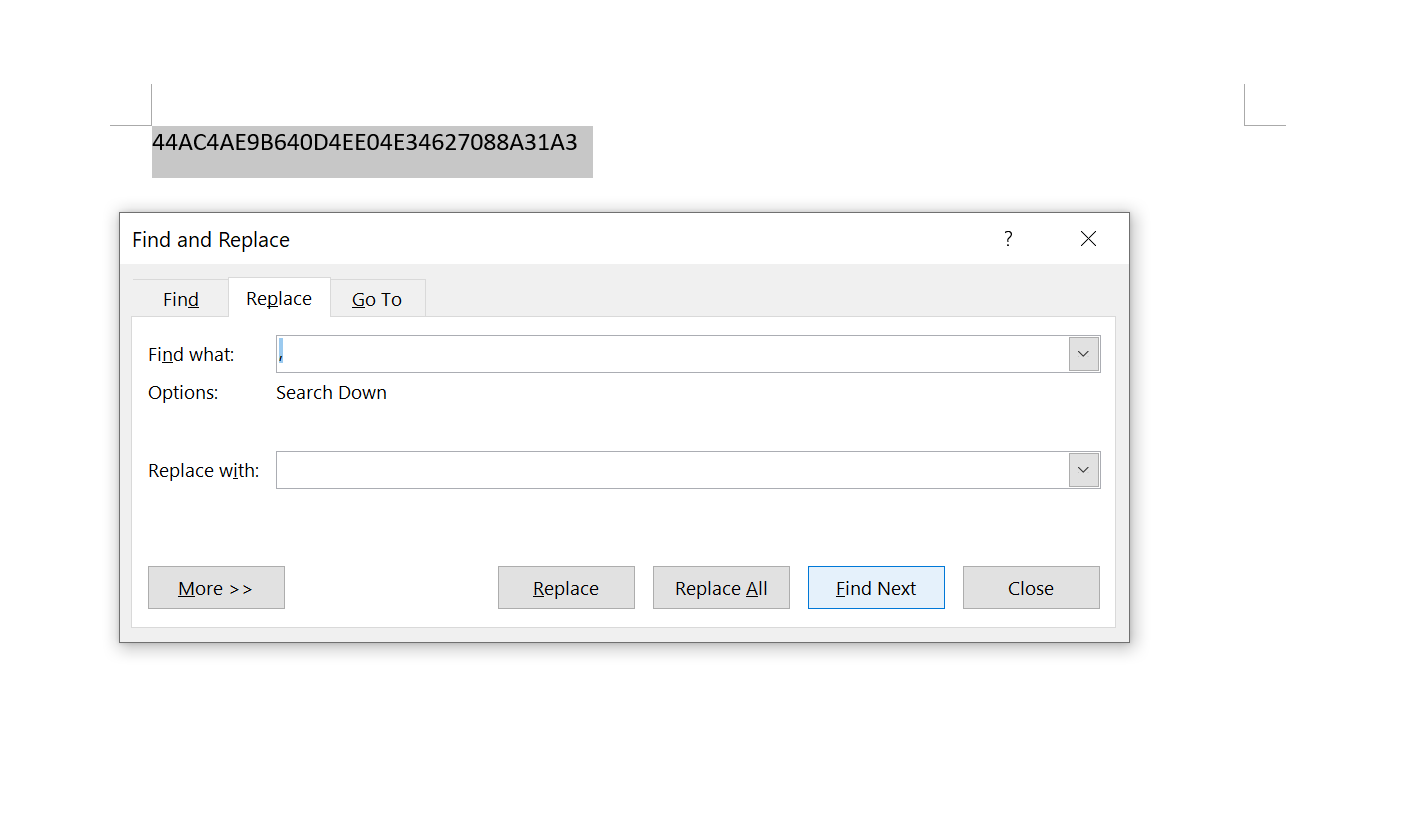 44AC4AE9B640D4EE04E34627088A31A3
Find and Replace ?
Find Replace Go To
Find what: ,
Options: Search Down
Replace with:
More >> Replace Replace All Find Next Close